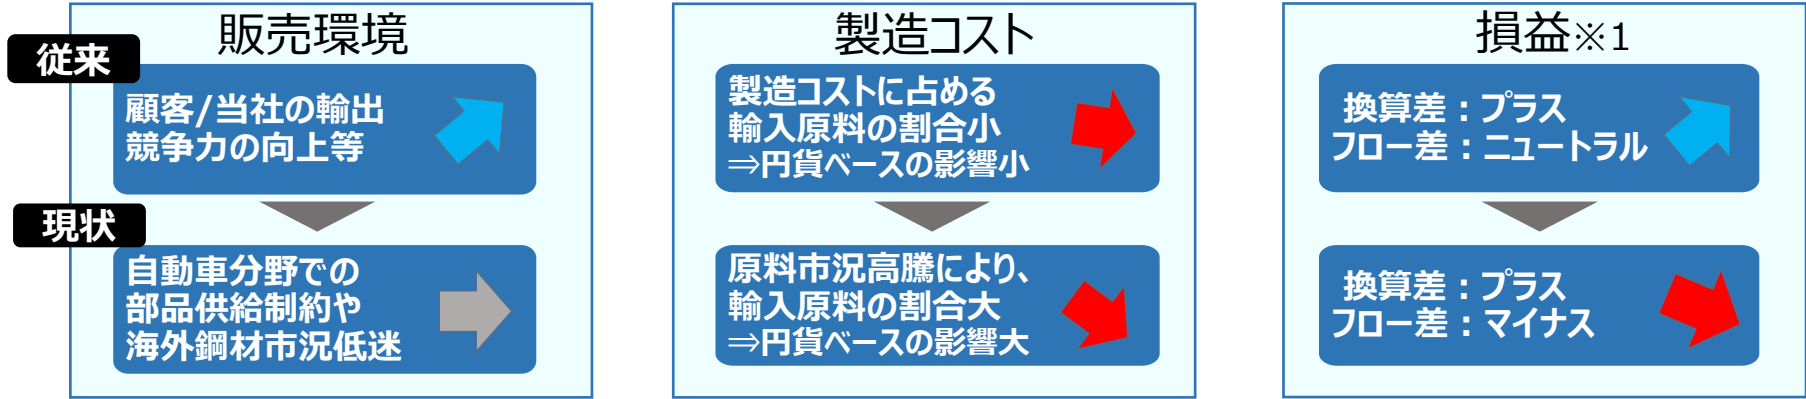 販売環境
従来
顧客/当社の輸出
競争力の向上等
現状
自動車分野での
部品供給制約や
海外鋼材市況低迷
製造コスト
製造コストに占める
輸入原料の割合小
⇒円貨ベースの影響小
原料市況高騰により、
輸入原料の割合大
⇒円貨ベースの影響大
損益※1
換算差：プラス
フロー差：ニュートラル
換算差：プラス
フロー差：マイナス